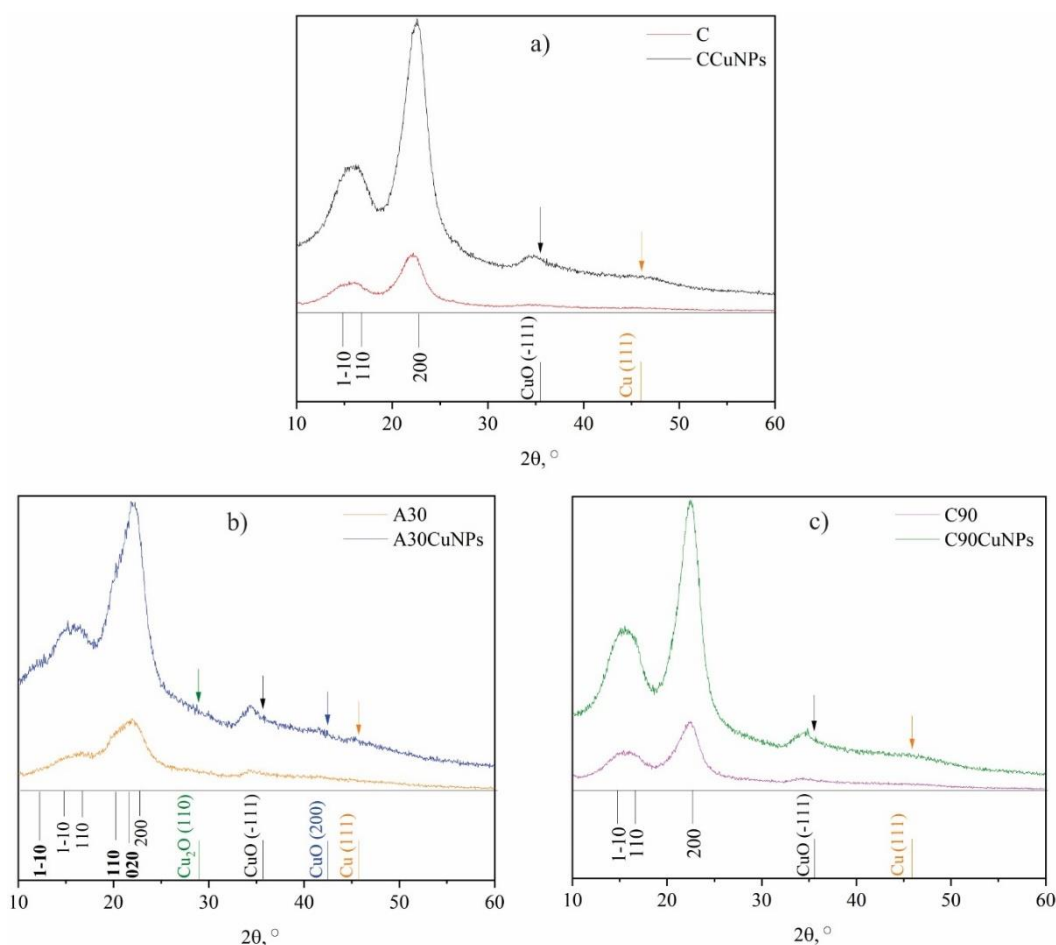 a)
C
CCuNPs
1-10
110
200
CuO (-111)
Cu (111)
10 20 30 40 50 60
2θ, °
b)
A30
A30CuNPs
1-10
1-10
110
110
020
200
Cu₂O (110)
CuO (-111)
CuO (200)
Cu (111)
10 20 30 40 50 60
2θ, °
c)
C90
C90CuNPs
1-10
110
200
CuO (-111)
Cu (111)
10 20 30 40 50 60
2θ, °